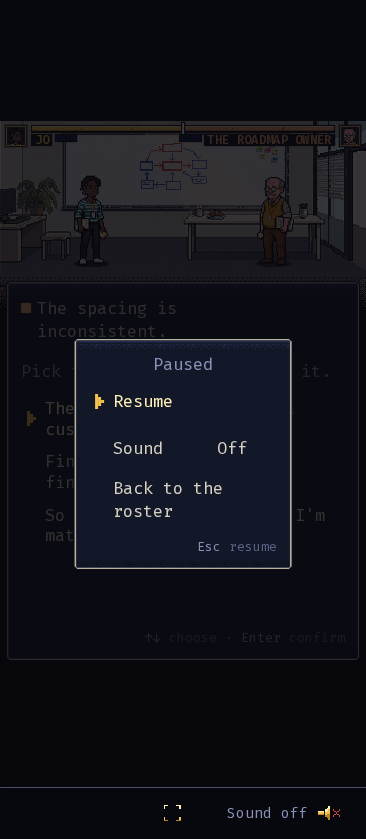 JO THE ROADMAP OWNER
The spacing is
inconsistent.
Pick it.
Paused
The
Resume
cus
Sound Off
Fin
fin
Back to the
roster
So I'm
mat
Esc resume
↑↓ choose · Enter confirm
Sound off